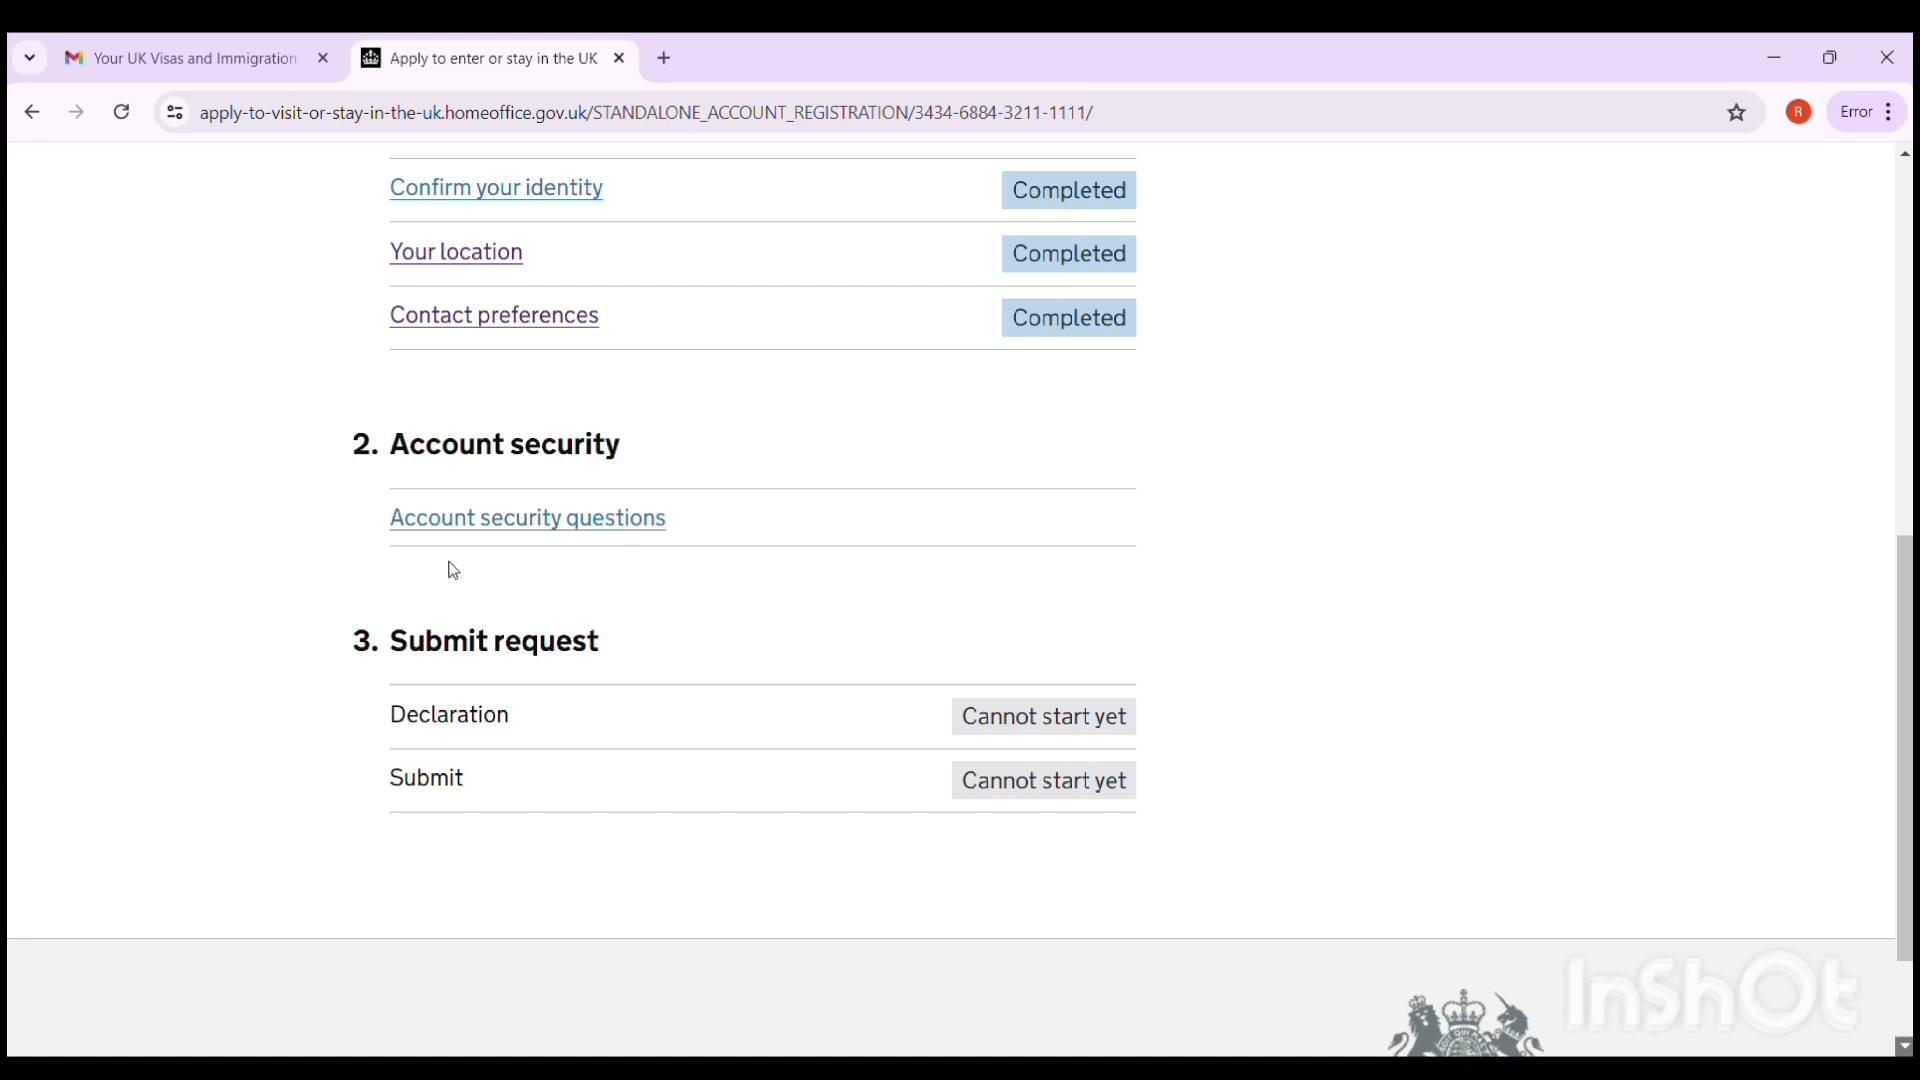 Your UK Visas and Immigration
Apply to enter or stay in the UK
apply-to-visit-or-stay-in-the-uk.homeoffice.gov.uk/STANDALONE_ACCOUNT_REGISTRATION/3434-6884-3211-1111/
R
Error
Confirm your identity
Completed
Your location
Completed
Contact preferences
Completed
2. Account security
Account security questions
3. Submit request
Declaration
Cannot start yet
Submit
Cannot start yet
InShOt